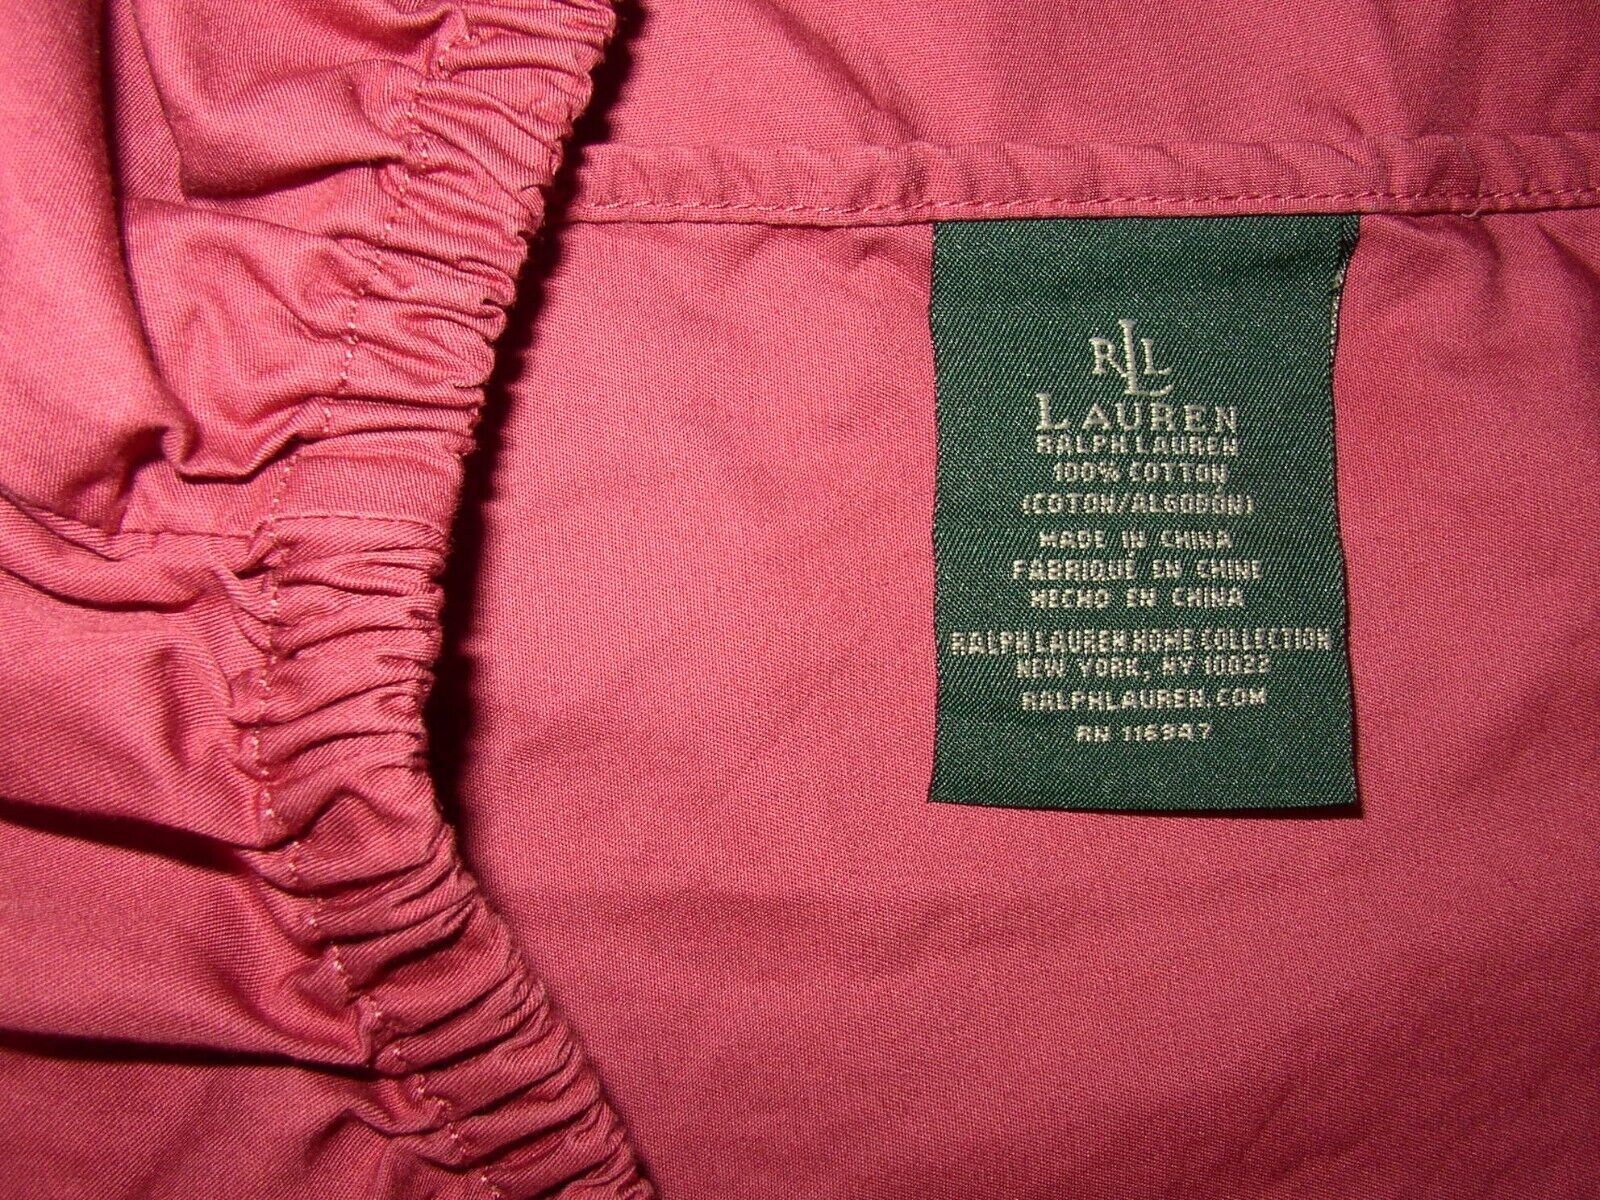 RLL
LAUREN
RALPH LAUREN
100% COTTON
(COTON/ALGODÓN)
MADE IN CHINA
FABRIQUE EN CHINE
HECHO EN CHINA
RALPH LAUREN HOME COLLECTION
NEW YORK, NY 10022
RALPHLAUREN.COM
RN 116947